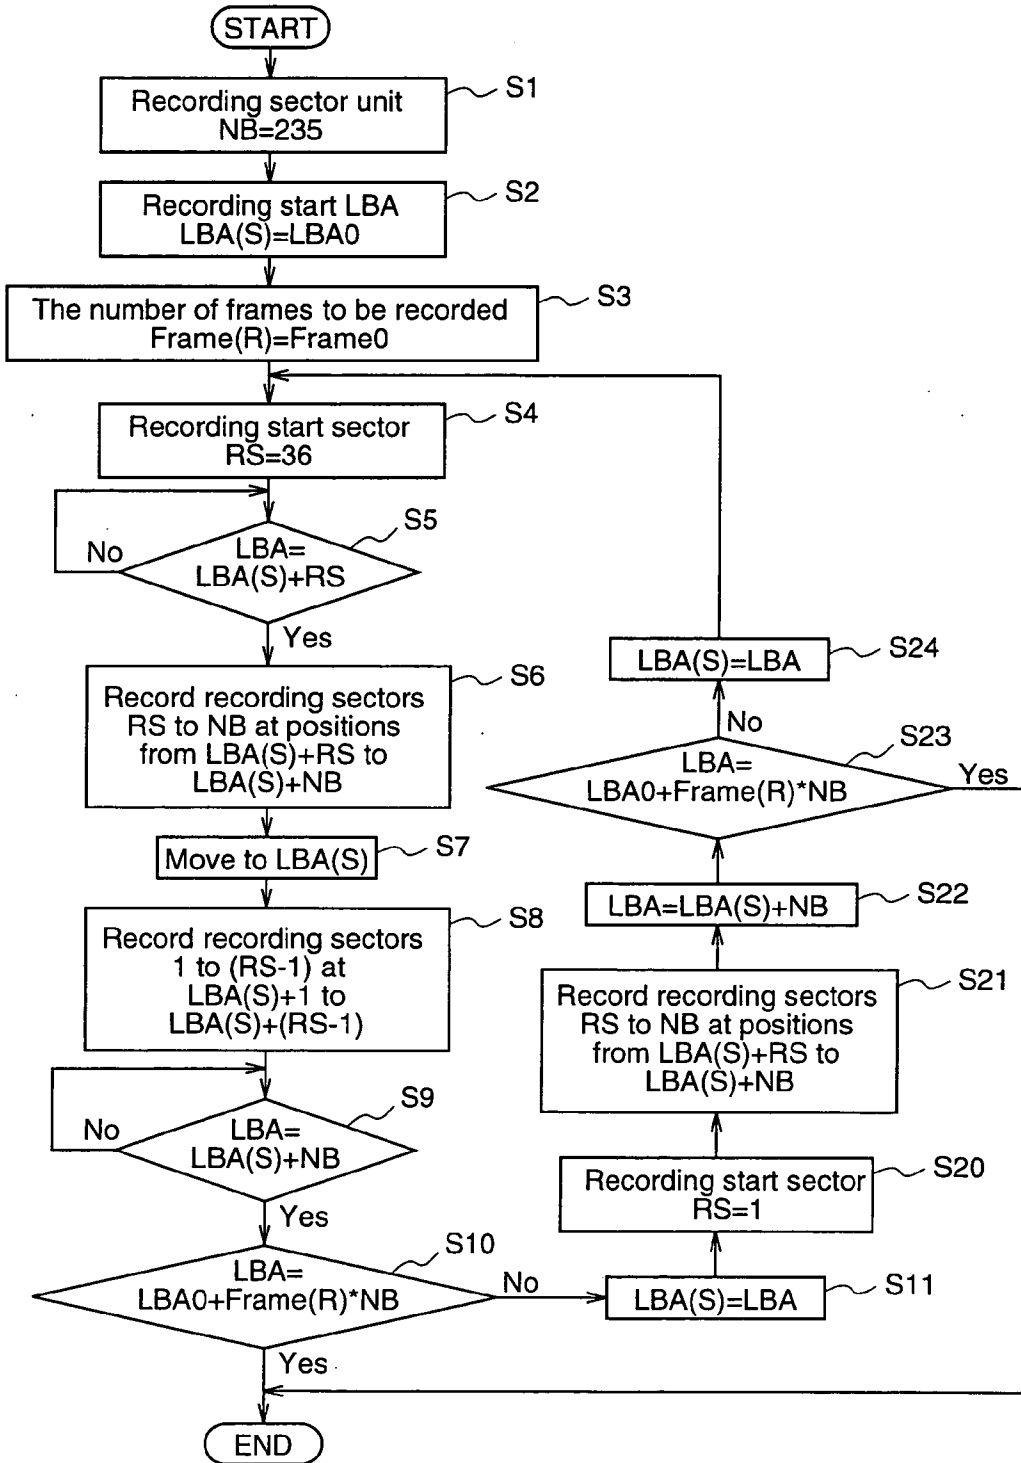 START
Recording sector unit
NB=235
S1
Recording start LBA
LBA(S)=LBA0
S2
The number of frames to be recorded
Frame(R)=Frame0
S3
Recording start sector
RS=36
S4
LBA=
LBA(S)+RS
S5
No
Yes
Record recording sectors
RS to NB at positions
from LBA(S)+RS to
LBA(S)+NB
S6
Move to LBA(S)
S7
Record recording sectors
1 to (RS-1) at
LBA(S)+1 to
LBA(S)+(RS-1)
S8
LBA=
LBA(S)+NB
S9
No
Yes
LBA=
LBA0+Frame(R)*NB
S10
No
Yes
LBA(S)=LBA
S11
Recording start sector
RS=1
S20
Record recording sectors
RS to NB at positions
from LBA(S)+RS to
LBA(S)+NB
S21
LBA=LBA(S)+NB
S22
LBA=
LBA0+Frame(R)*NB
S23
Yes
No
LBA(S)=LBA
S24
END